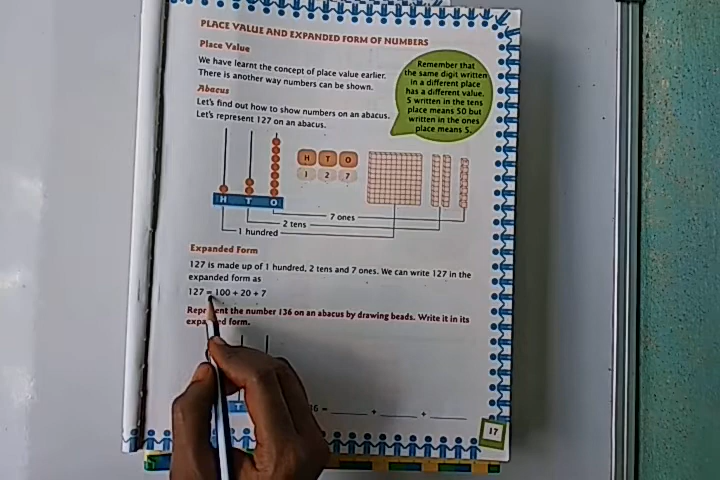 PLACE VALUE AND EXPANDED FORM OF NUMBERS
Place Value
We have learnt the concept of place value earlier.
There is another way numbers can be shown.
Abacus
Let's find out how to show numbers on an abacus.
Let's represent 127 on an abacus.
Remember that
the same digit written
in a different place
has a different value.
5 written in the tens
place means 50 but
written in the ones
place means 5.
H T O
1 2 7
H T O
7 ones
2 tens
1 hundred
Expanded Form
127 is made up of 1 hundred, 2 tens and 7 ones. We can write 127 in the
expanded form as
127 = 100 + 20 + 7
the number 136 on an abacus by drawing beads. Write it in its
form.
T
= ______ + ______ + ______
17